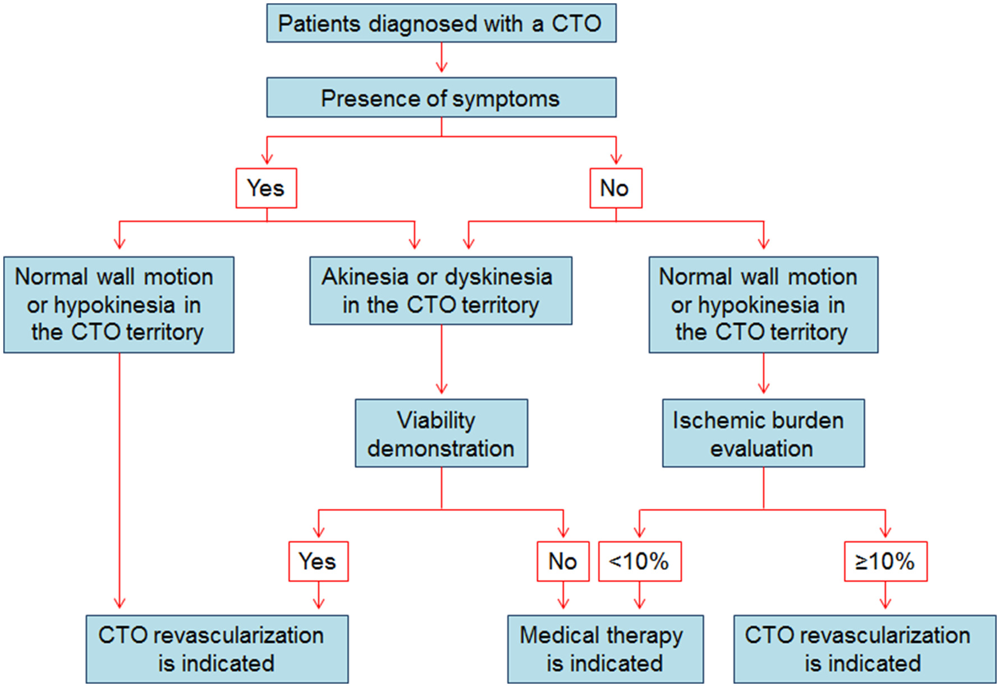 Patients diagnosed with a CTO
Presence of symptoms
Yes
No
Normal wall motion
or hypokinesia in
the CTO territory
Akinesia or dyskinesia
in the CTO territory
Normal wall motion
or hypokinesia in
the CTO territory
Viability
demonstration
Ischemic burden
evaluation
Yes
No
<10%
≥10%
CTO revascularization
is indicated
Medical therapy
is indicated
CTO revascularization
is indicated